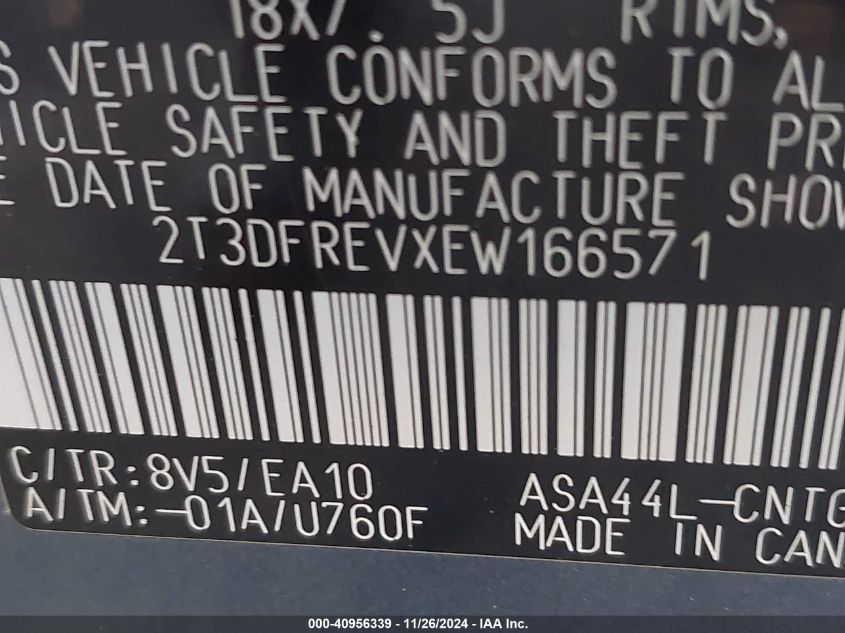 18X7.5J RIMS,
VEHICLE CONFORMS TO AL
ICLE SAFETY AND THEFT PR
E DATE OF MANUFACTURE SHOW
2T3DFREVXEW166571
C/TR:8V5/EA10
A/TM:-01A/U760F
ASA44L-CNTG
MADE IN CAN
000-40956339 / 11/26/2024 - IAA Inc.